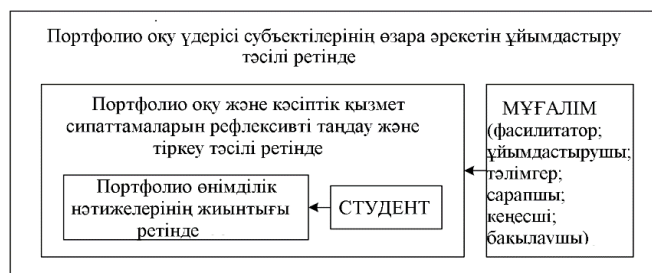 Портфолио оқу үдерісі субъектілерінің өзара әрекетін ұйымдастыру
тәсілі ретінде
Портфолио оқу және кәсіптік қызмет
сипаттамаларын рефлексивті таңдау және
тіркеу тәсілі ретінде
Портфолио өнімділік
нәтижелерінің жиынтығы
ретінде
СТУДЕНТ
МҰҒАЛІМ
(фасилитатор;
ұйымдастырушы;
тәлімгер;
сарапшы;
кеңесші;
бақылаушы)